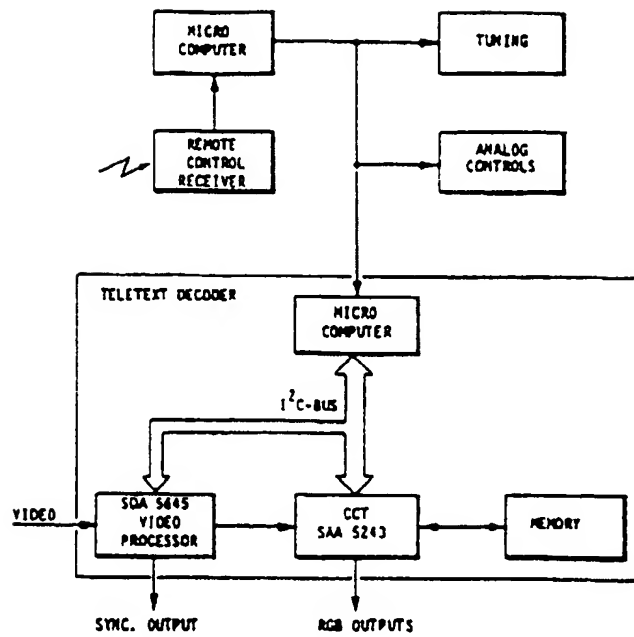 MICRO
COMPUTER
TUNING
REMOTE
CONTROL
RECEIVER
ANALOG
CONTROLS
TELETEXT DECODER
MICRO
COMPUTER
I²C-BUS
VIDEO
SDA 5645
VIDEO
PROCESSOR
CCT
SAA 5243
MEMORY
SYNC. OUTPUT
RGB OUTPUTS